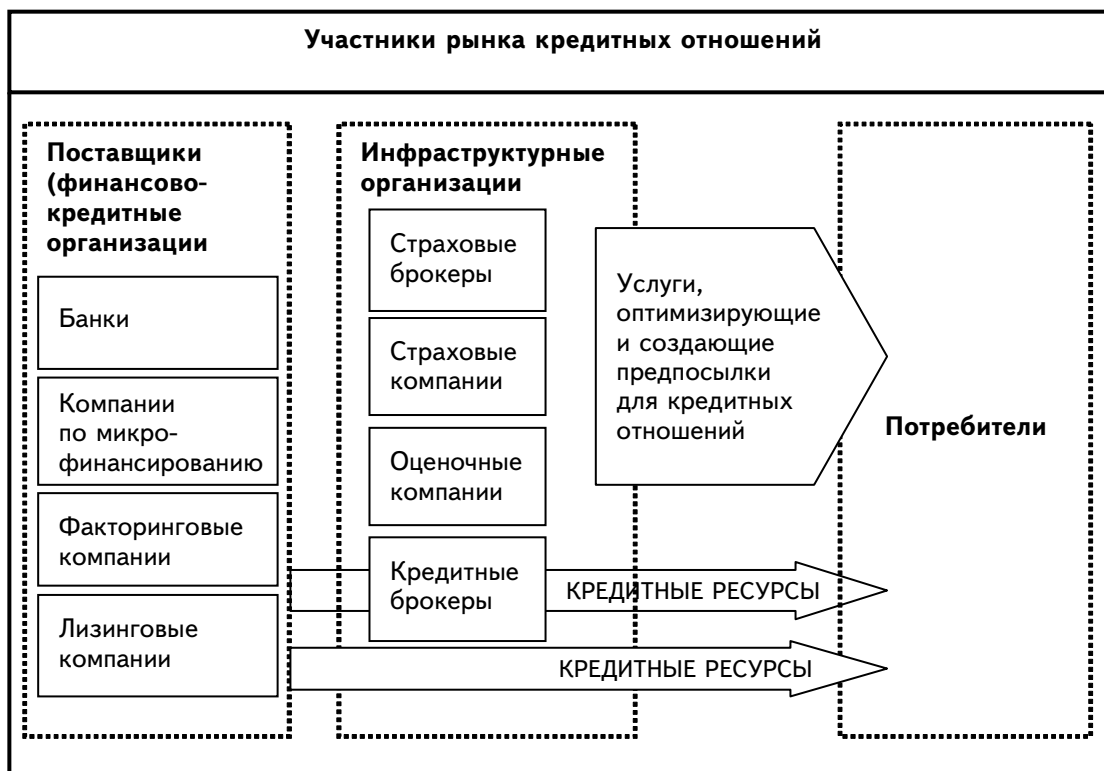 Участники рынка кредитных отношений
Поставщики
(финансово-
кредитные
организации
Банки
Компании
по микро-
финансированию
Факторинговые
компании
Лизинговые
компании
Инфраструктурные
организации
Страховые
брокеры
Страховые
компании
Оценочные
компании
Кредитные
брокеры
Услуги,
оптимизирующие
и создающие
предпосылки
для кредитных
отношений
КРЕДИТНЫЕ РЕСУРСЫ
КРЕДИТНЫЕ РЕСУРСЫ
Потребители